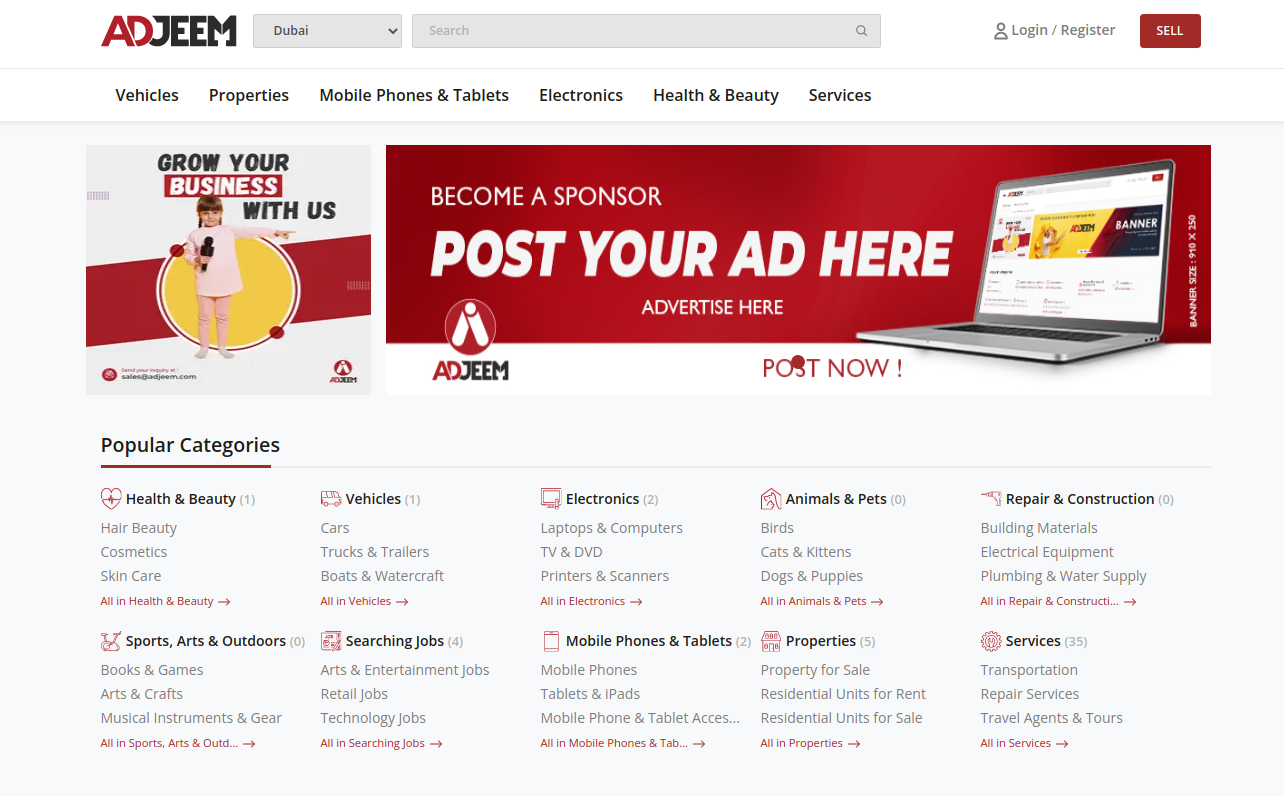 ADJEEM
Dubai
Search
Login / Register
SELL
Vehicles
Properties
Mobile Phones & Tablets
Electronics
Health & Beauty
Services
GROW YOUR
BUSINESS
WITH US
Send your inquiry at :
sales@adjeem.com
ADJEEM
BECOME A SPONSOR
POST YOUR AD HERE
ADVERTISE HERE
ADJEEM
POST NOW !
ADJEEM
BANNER
BANNER SIZE : 910 X 250
Popular Categories
Health & Beauty (1)
Hair Beauty
Cosmetics
Skin Care
All in Health & Beauty
Vehicles (1)
Cars
Trucks & Trailers
Boats & Watercraft
All in Vehicles
Electronics (2)
Laptops & Computers
TV & DVD
Printers & Scanners
All in Electronics
Animals & Pets (0)
Birds
Cats & Kittens
Dogs & Puppies
All in Animals & Pets
Repair & Construction (0)
Building Materials
Electrical Equipment
Plumbing & Water Supply
All in Repair & Constructi...
Sports, Arts & Outdoors (0)
Books & Games
Arts & Crafts
Musical Instruments & Gear
All in Sports, Arts & Outd...
Searching Jobs (4)
Arts & Entertainment Jobs
Retail Jobs
Technology Jobs
All in Searching Jobs
Mobile Phones & Tablets (2)
Mobile Phones
Tablets & iPads
Mobile Phone & Tablet Acces...
All in Mobile Phones & Tab...
Properties (5)
Property for Sale
Residential Units for Rent
Residential Units for Sale
All in Properties
Services (35)
Transportation
Repair Services
Travel Agents & Tours
All in Services